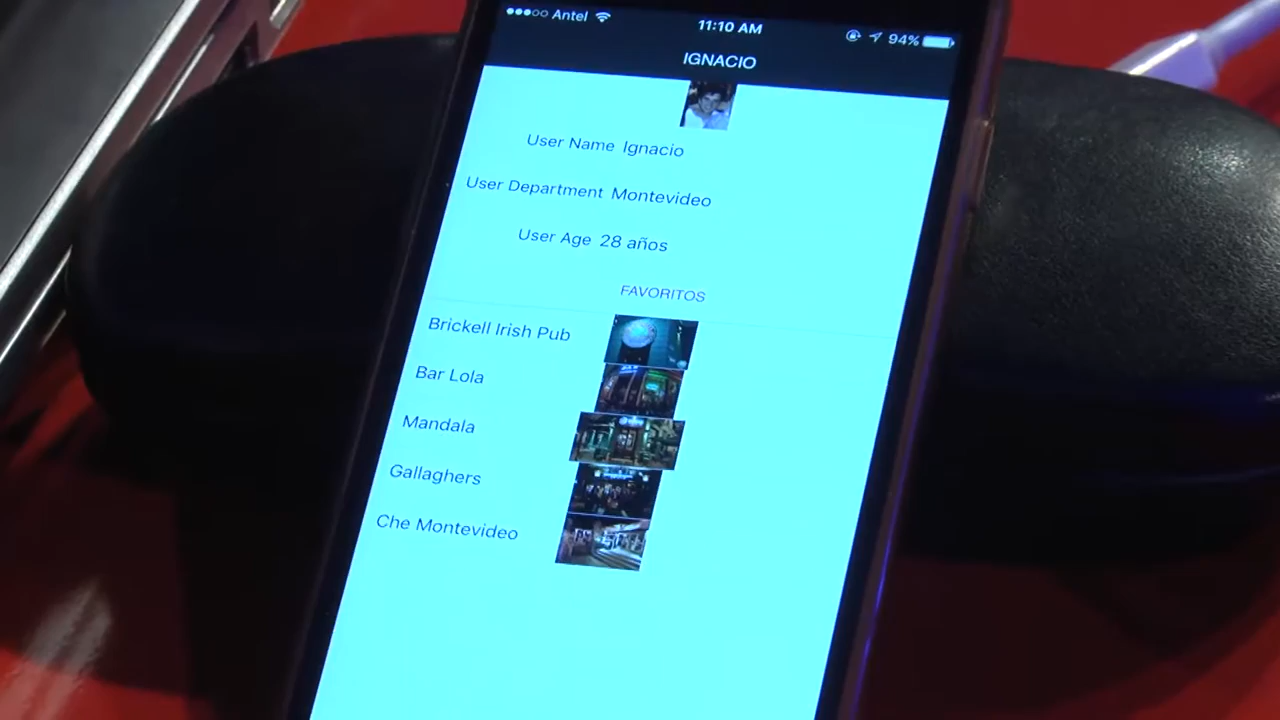 Antel 11:10 AM 94%
IGNACIO
User Name Ignacio
User Department Montevideo
User Age 28 años
FAVORITOS
Brickell Irish Pub
Bar Lola
Mandala
Gallaghers
Che Montevideo